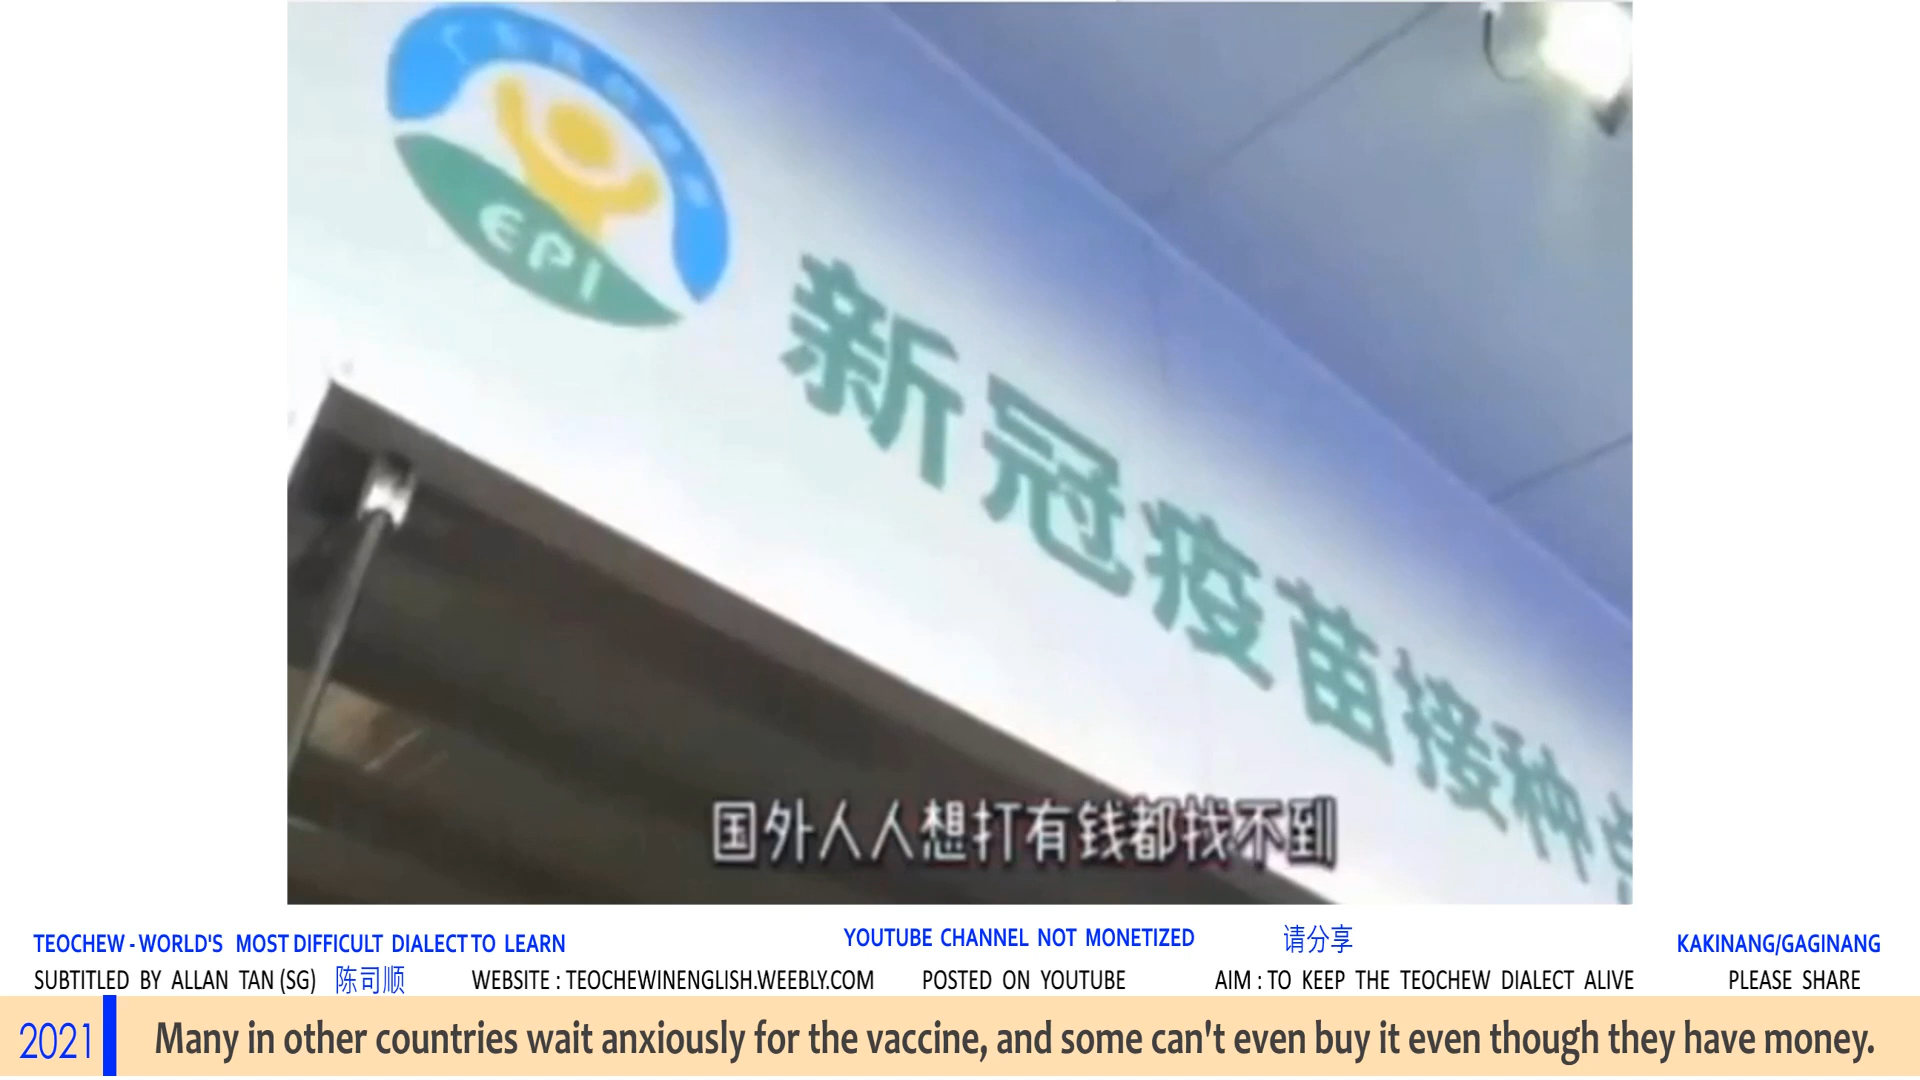 EPI
新冠疫苗接种
国外人人想打有钱都找不到
TEOCHEW - WORLD'S MOST DIFFICULT DIALECT TO LEARN
YOUTUBE CHANNEL NOT MONETIZED
请分享
KAKINANG/GAGINANG
SUBTITLED BY ALLAN TAN (SG) 陈司顺
WEBSITE : TEOCHEWINENGLISH.WEEBLY.COM
POSTED ON YOUTUBE
AIM : TO KEEP THE TEOCHEW DIALECT ALIVE
PLEASE SHARE
2021
Many in other countries wait anxiously for the vaccine, and some can't even buy it even though they have money.